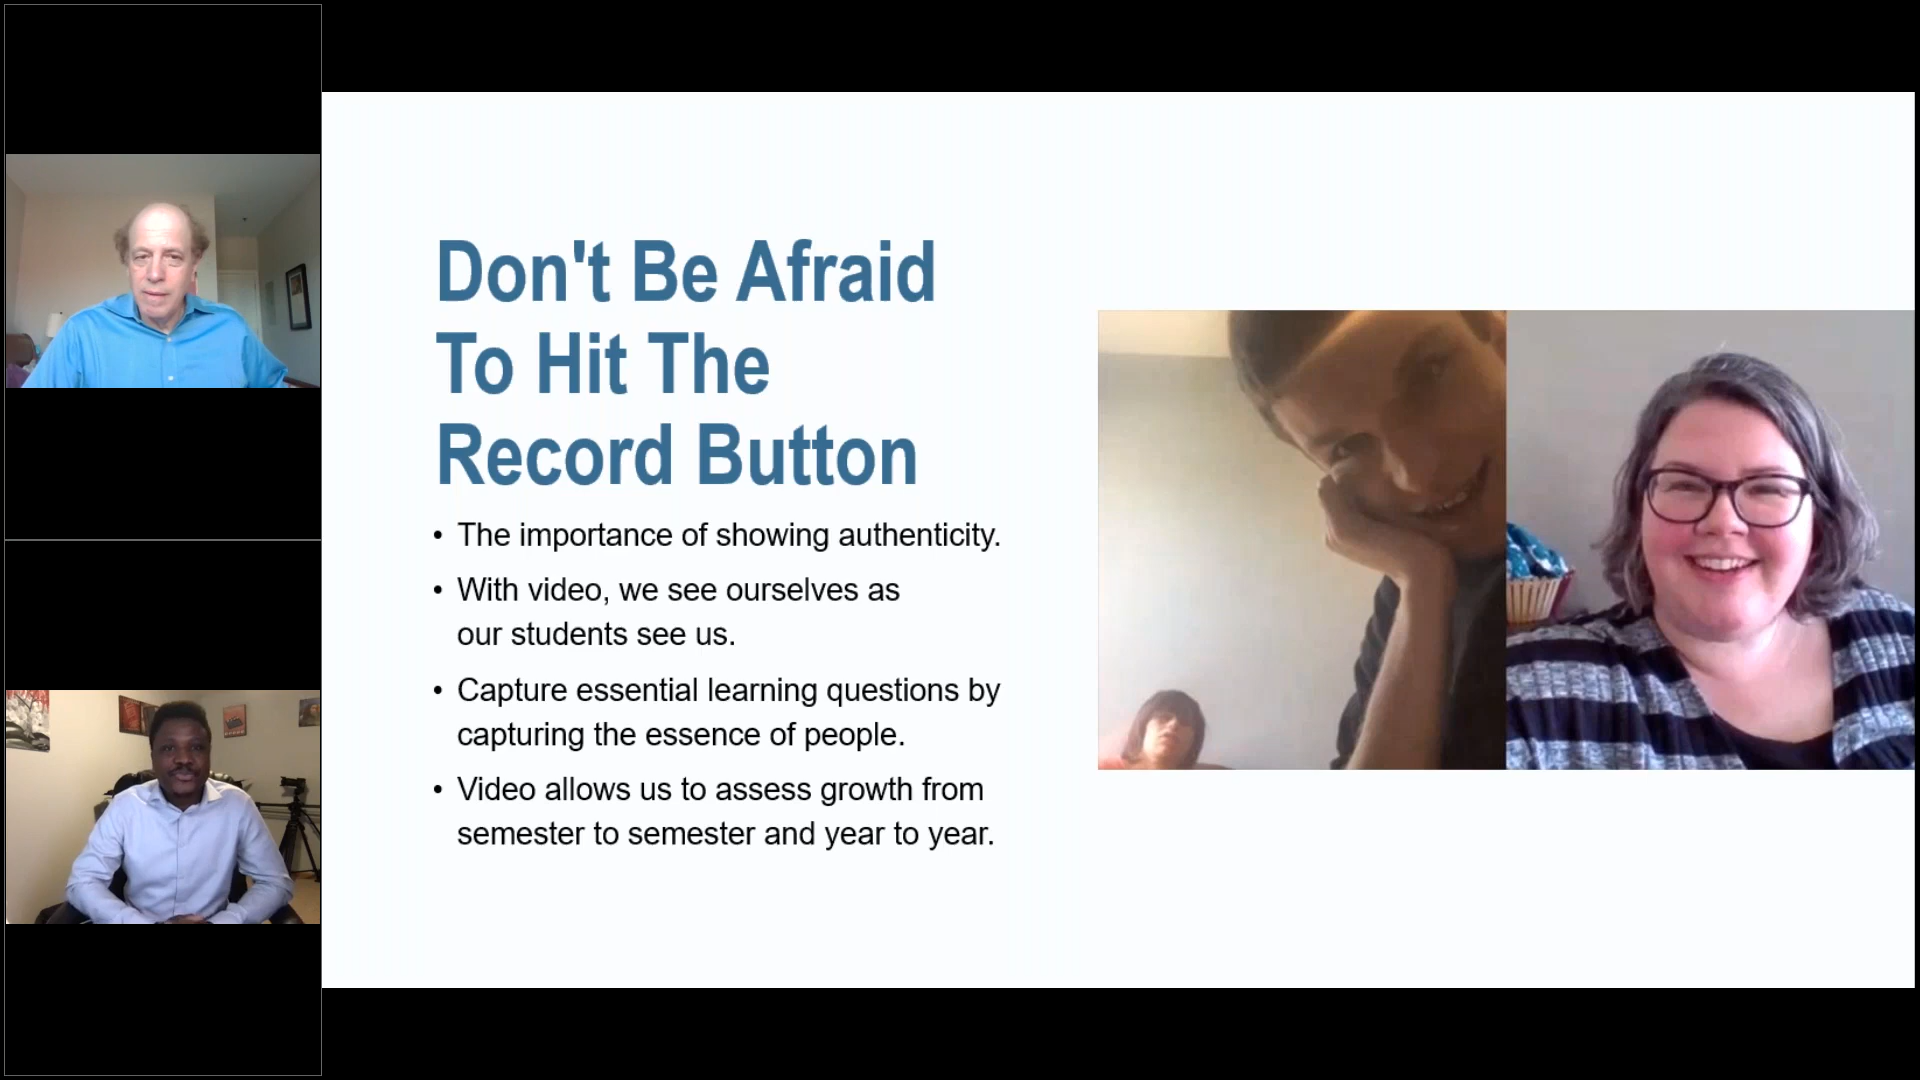 Don't Be Afraid
To Hit The
Record Button
• The importance of showing authenticity.
• With video, we see ourselves as
our students see us.
• Capture essential learning questions by
capturing the essence of people.
• Video allows us to assess growth from
semester to semester and year to year.